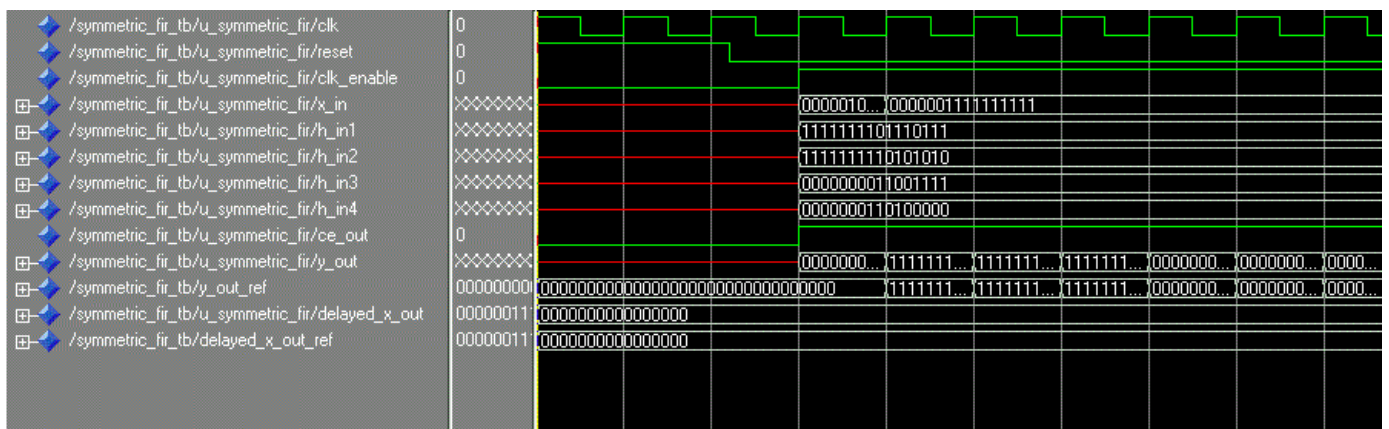 /symmetric_fir_tb/u_symmetric_fir/clk 0
/symmetric_fir_tb/u_symmetric_fir/reset 0
/symmetric_fir_tb/u_symmetric_fir/clk_enable 0
/symmetric_fir_tb/u_symmetric_fir/x_in XXXXXXX 0000010... 0000001111111111
/symmetric_fir_tb/u_symmetric_fir/h_in1 XXXXXXX 1111111101110111
/symmetric_fir_tb/u_symmetric_fir/h_in2 XXXXXXX 1111111110101010
/symmetric_fir_tb/u_symmetric_fir/h_in3 XXXXXXX 0000000011001111
/symmetric_fir_tb/u_symmetric_fir/h_in4 XXXXXXX 0000000110100000
/symmetric_fir_tb/u_symmetric_fir/ce_out 0
/symmetric_fir_tb/u_symmetric_fir/y_out XXXXXXX 0000000... 1111111... 1111111... 1111111... 0000000... 0000000... 0000...
/symmetric_fir_tb/y_out_ref 00000000 000000000000000000000000000000000 1111111... 1111111... 1111111... 0000000... 0000000... 0000...
/symmetric_fir_tb/u_symmetric_fir/delayed_x_out 00000011 0000000000000000
/symmetric_fir_tb/delayed_x_out_ref 00000011 0000000000000000